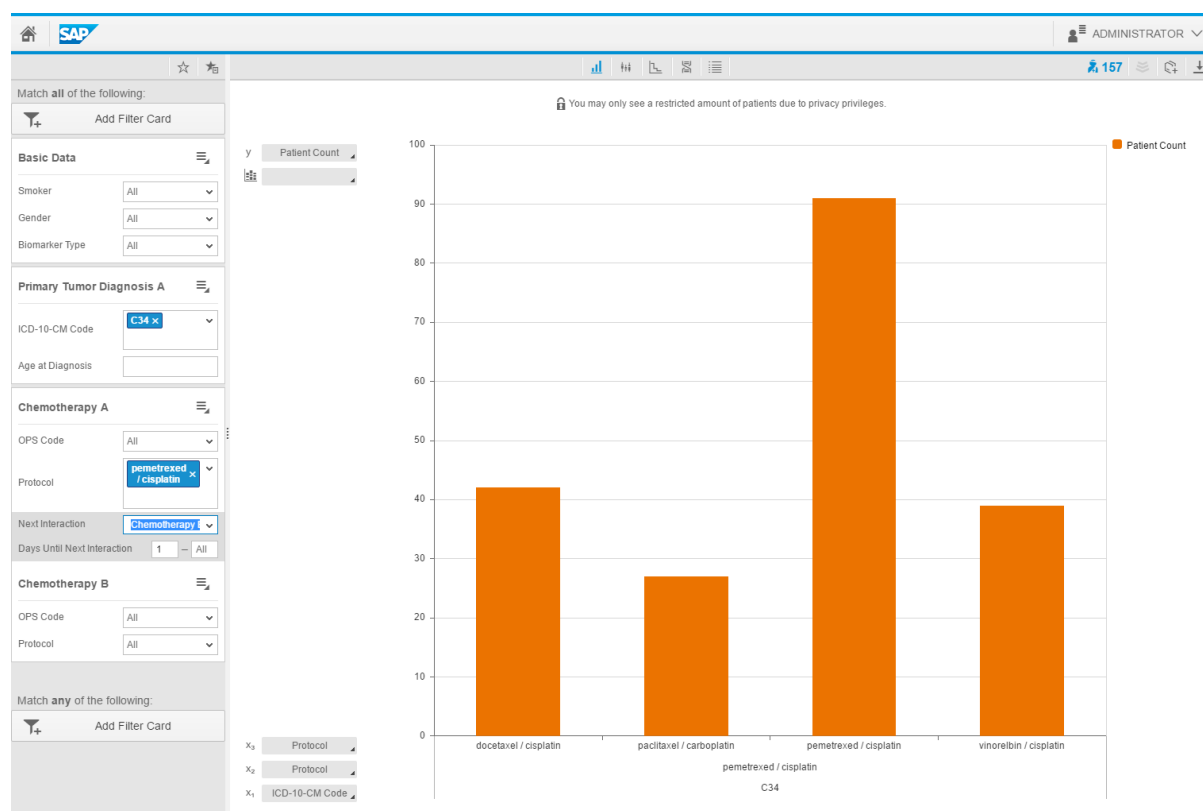 SAP
ADMINISTRATOR
157
Match all of the following:
Add Filter Card
Basic Data
Smoker All
Gender All
Biomarker Type All
Primary Tumor Diagnosis A
ICD-10-CM Code C34 ×
Age at Diagnosis
Chemotherapy A
OPS Code All
Protocol pemetrexed
/ cisplatin ×
Next Interaction Chemotherapy
Days Until Next Interaction 1 – All
Chemotherapy B
OPS Code All
Protocol All
Match any of the following:
Add Filter Card
You may only see a restricted amount of patients due to privacy privileges.
y Patient Count
100
90
80
70
60
50
40
30
20
10
0
Patient Count
docetaxel / cisplatin paclitaxel / carboplatin pemetrexed / cisplatin vinorelbin / cisplatin
pemetrexed / cisplatin
C34
x₃ Protocol
x₂ Protocol
x₁ ICD-10-CM Code